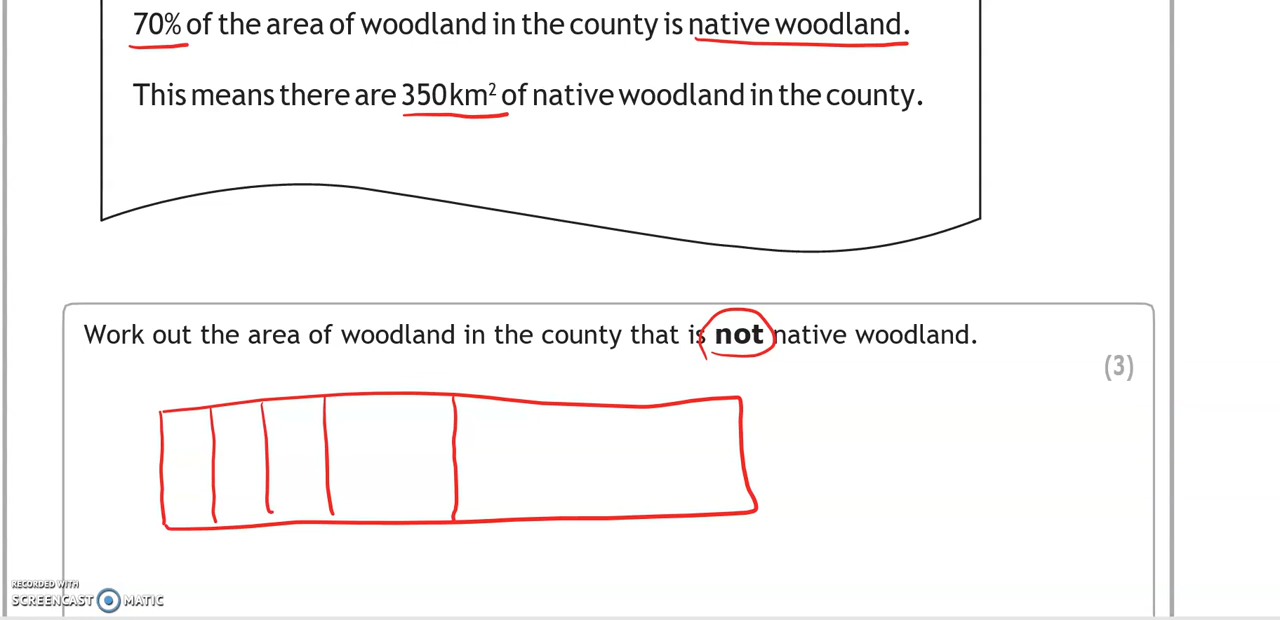 70% of the area of woodland in the county is native woodland.
This means there are 350 km² of native woodland in the county.
Work out the area of woodland in the county that is not native woodland.
(3)
RECORDED WITH
SCREENCAST MATIC